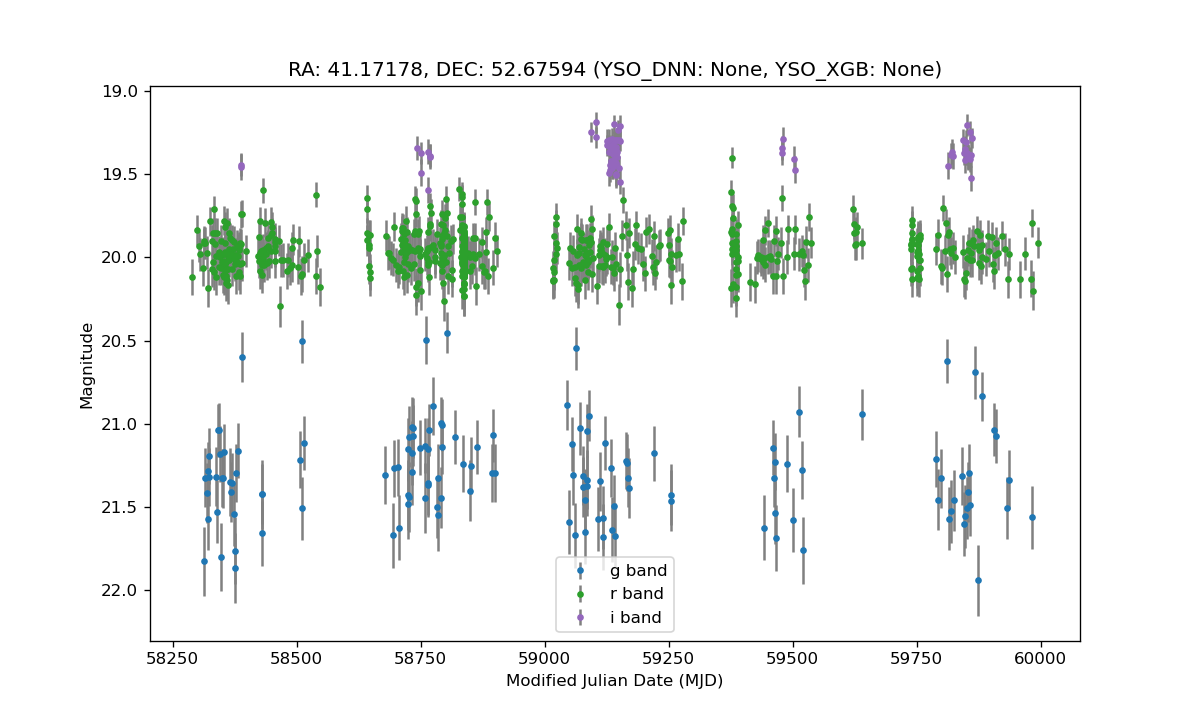 RA: 41.17178, DEC: 52.67594 (YSO_DNN: None, YSO_XGB: None)
19.0
19.5
20.0
20.5
21.0
21.5
22.0
Magnitude
g band
r band
i band
58250 58500 58750 59000 59250 59500 59750 60000
Modified Julian Date (MJD)